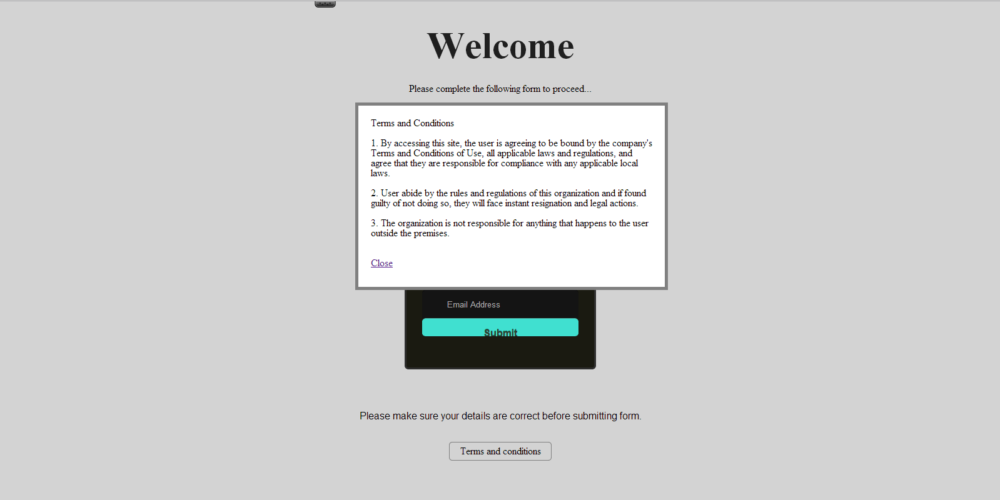 Welcome
Please complete the following form to proceed...
Terms and Conditions
1. By accessing this site, the user is agreeing to be bound by the company's
Terms and Conditions of Use, all applicable laws and regulations, and
agree that they are responsible for compliance with any applicable local
laws.
2. User abide by the rules and regulations of this organization and if found
guilty of not doing so, they will face instant resignation and legal actions.
3. The organization is not responsible for anything that happens to the user
outside the premises.
Close
Email Address
Submit
Please make sure your details are correct before submitting form.
Terms and conditions